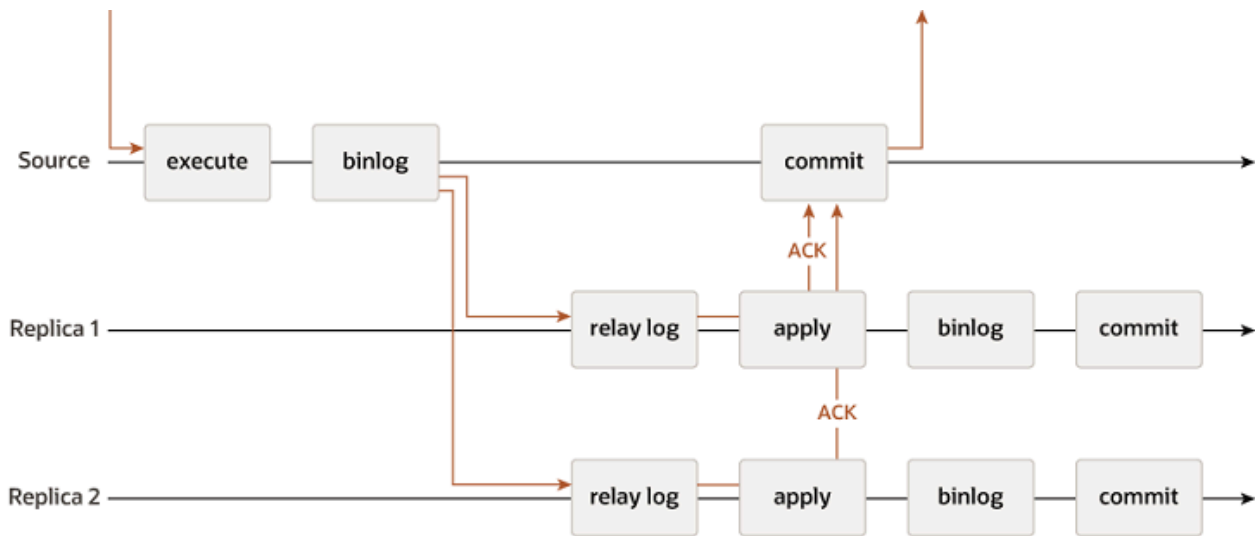 Source execute binlog commit
ACK
Replica 1 relay log apply binlog commit
ACK
Replica 2 relay log apply binlog commit